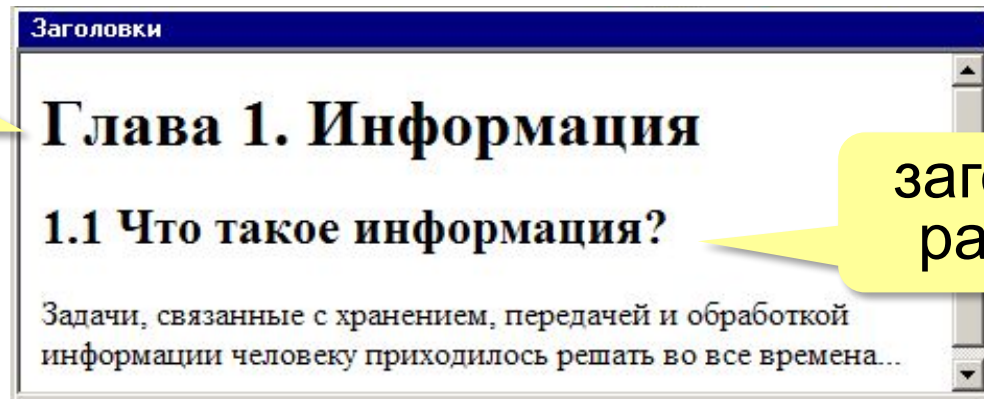 Заголовки
Глава 1. Информация
1.1 Что такое информация?
Задачи, связанные с хранением, передачей и обработкой
информации человеку приходилось решать во все времена...